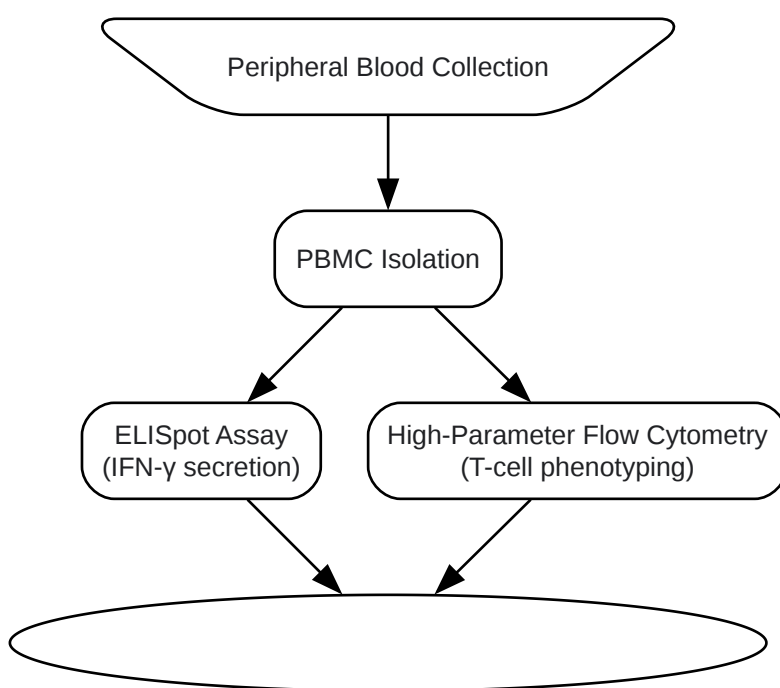 Peripheral Blood Collection
PBMC Isolation
ELISpot Assay
(IFN-γ secretion)
High-Parameter Flow Cytometry
(T-cell phenotyping)